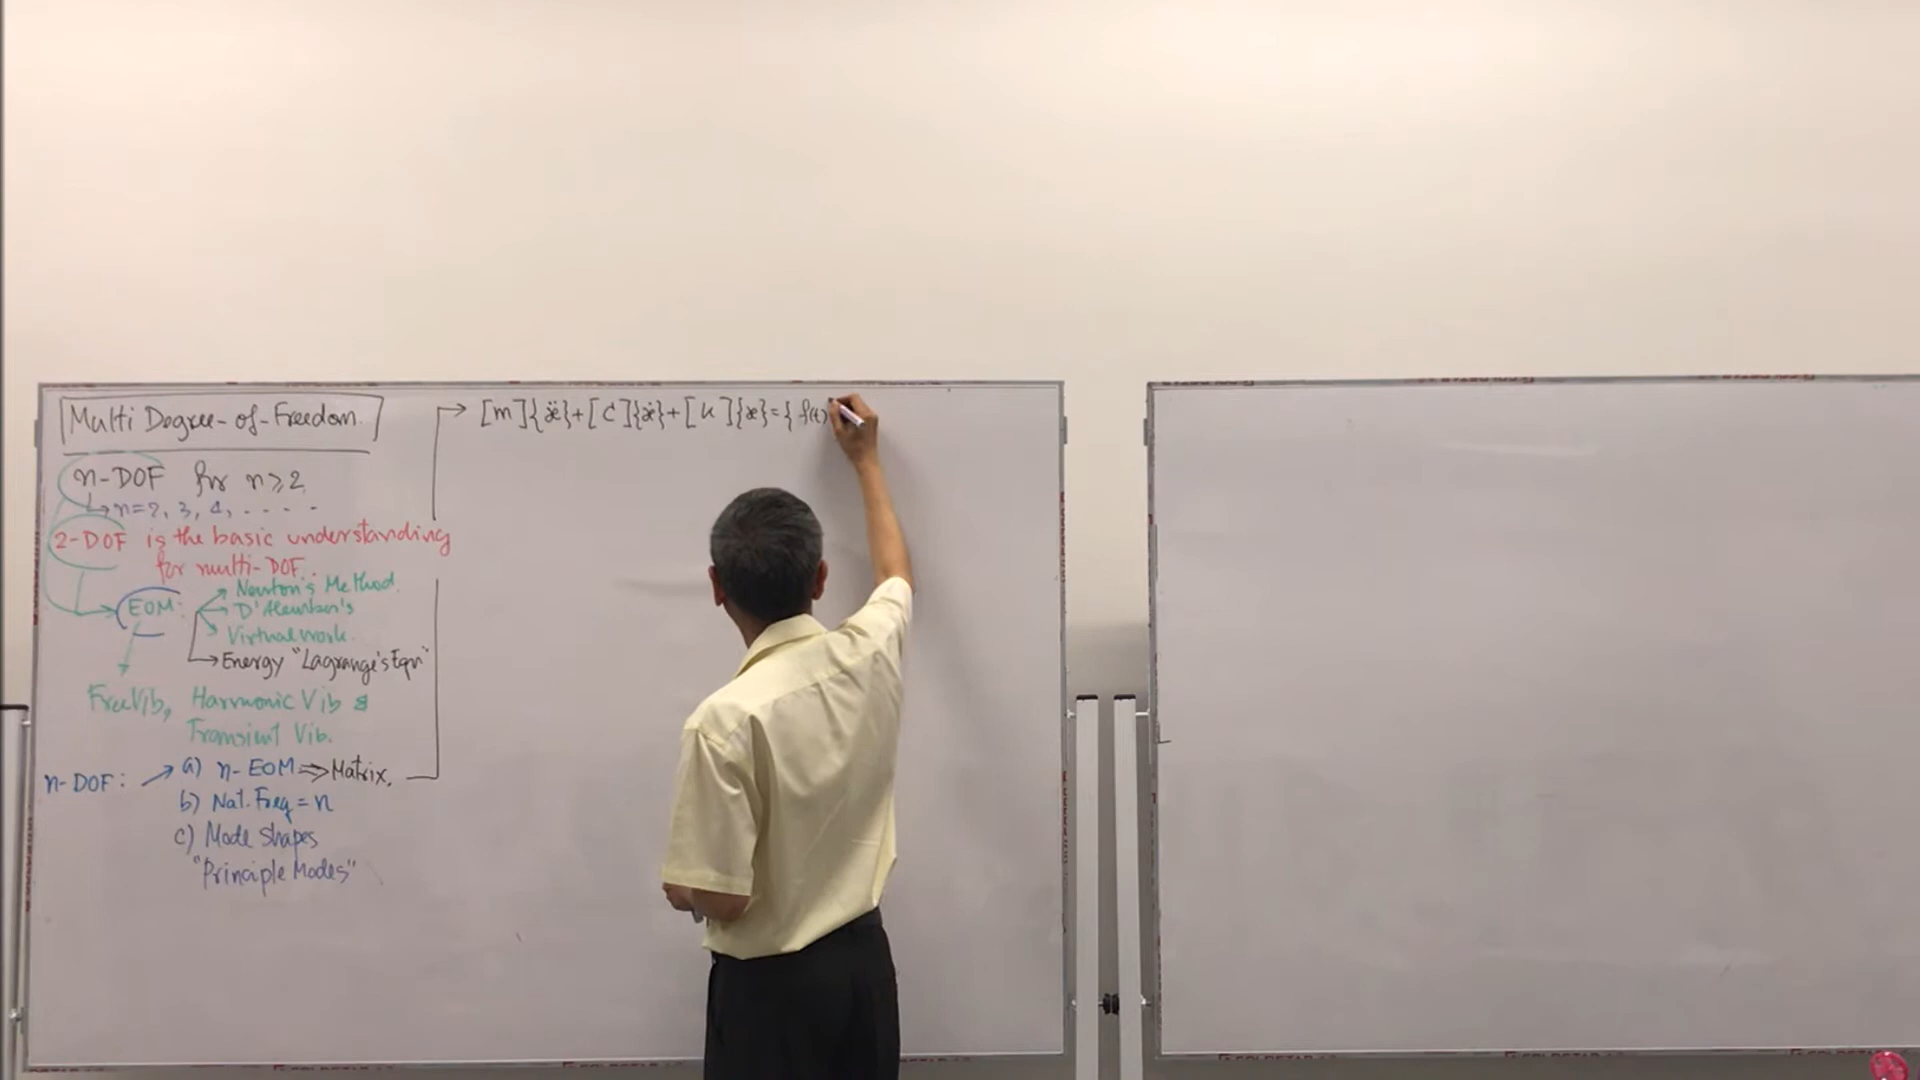 Multi Degree-of-Freedom.
n-DOF for n≥2
n=2, 3, 4, . . . .
2-DOF is the basic understanding
for multi-DOF.
EOM:
Newton's Method.
D'Alembert's
Virtual work.
Energy "Lagrange's Eqn"
Free Vib, Harmonic Vib &
Transient Vib.
n-DOF: → a) n-EOM ⇒ Matrix.
b) Nat. Freq = n
c) Mode Shapes
"Principle Modes"
[m]{ẍ}+[c]{ẋ}+[k]{x}={f(t)